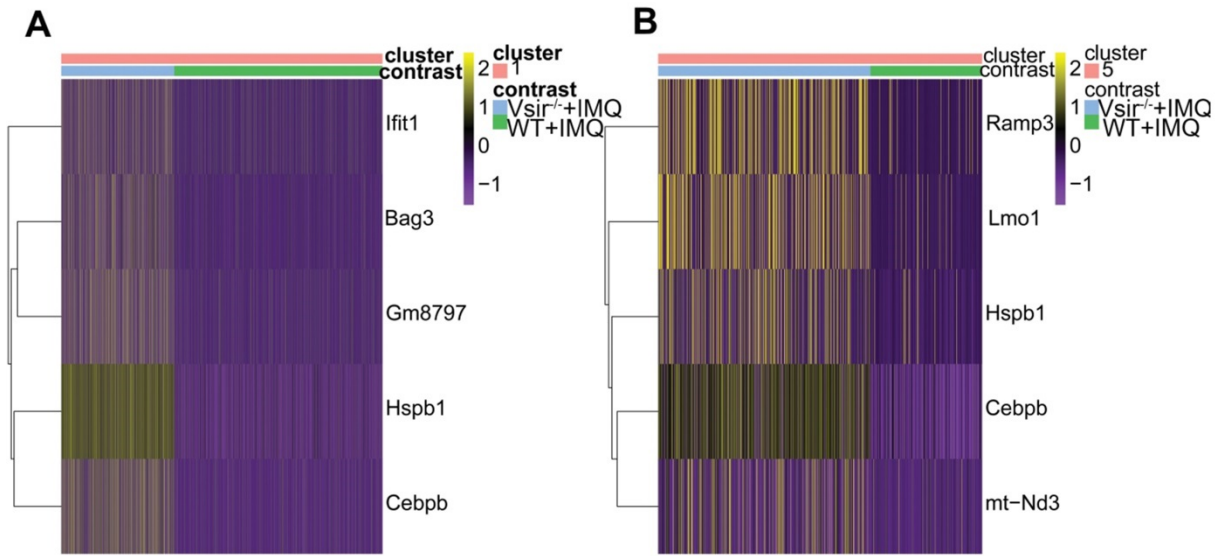 A
cluster
contrast
2
1
0
−1
cluster
1
contrast
Vsir-/-+IMQ
WT+IMQ
Ifit1
Bag3
Gm8797
Hspb1
Cebpb
B
cluster
contrast
2
1
0
−1
cluster
5
contrast
Vsir-/-+IMQ
WT+IMQ
Ramp3
Lmo1
Hspb1
Cebpb
mt−Nd3